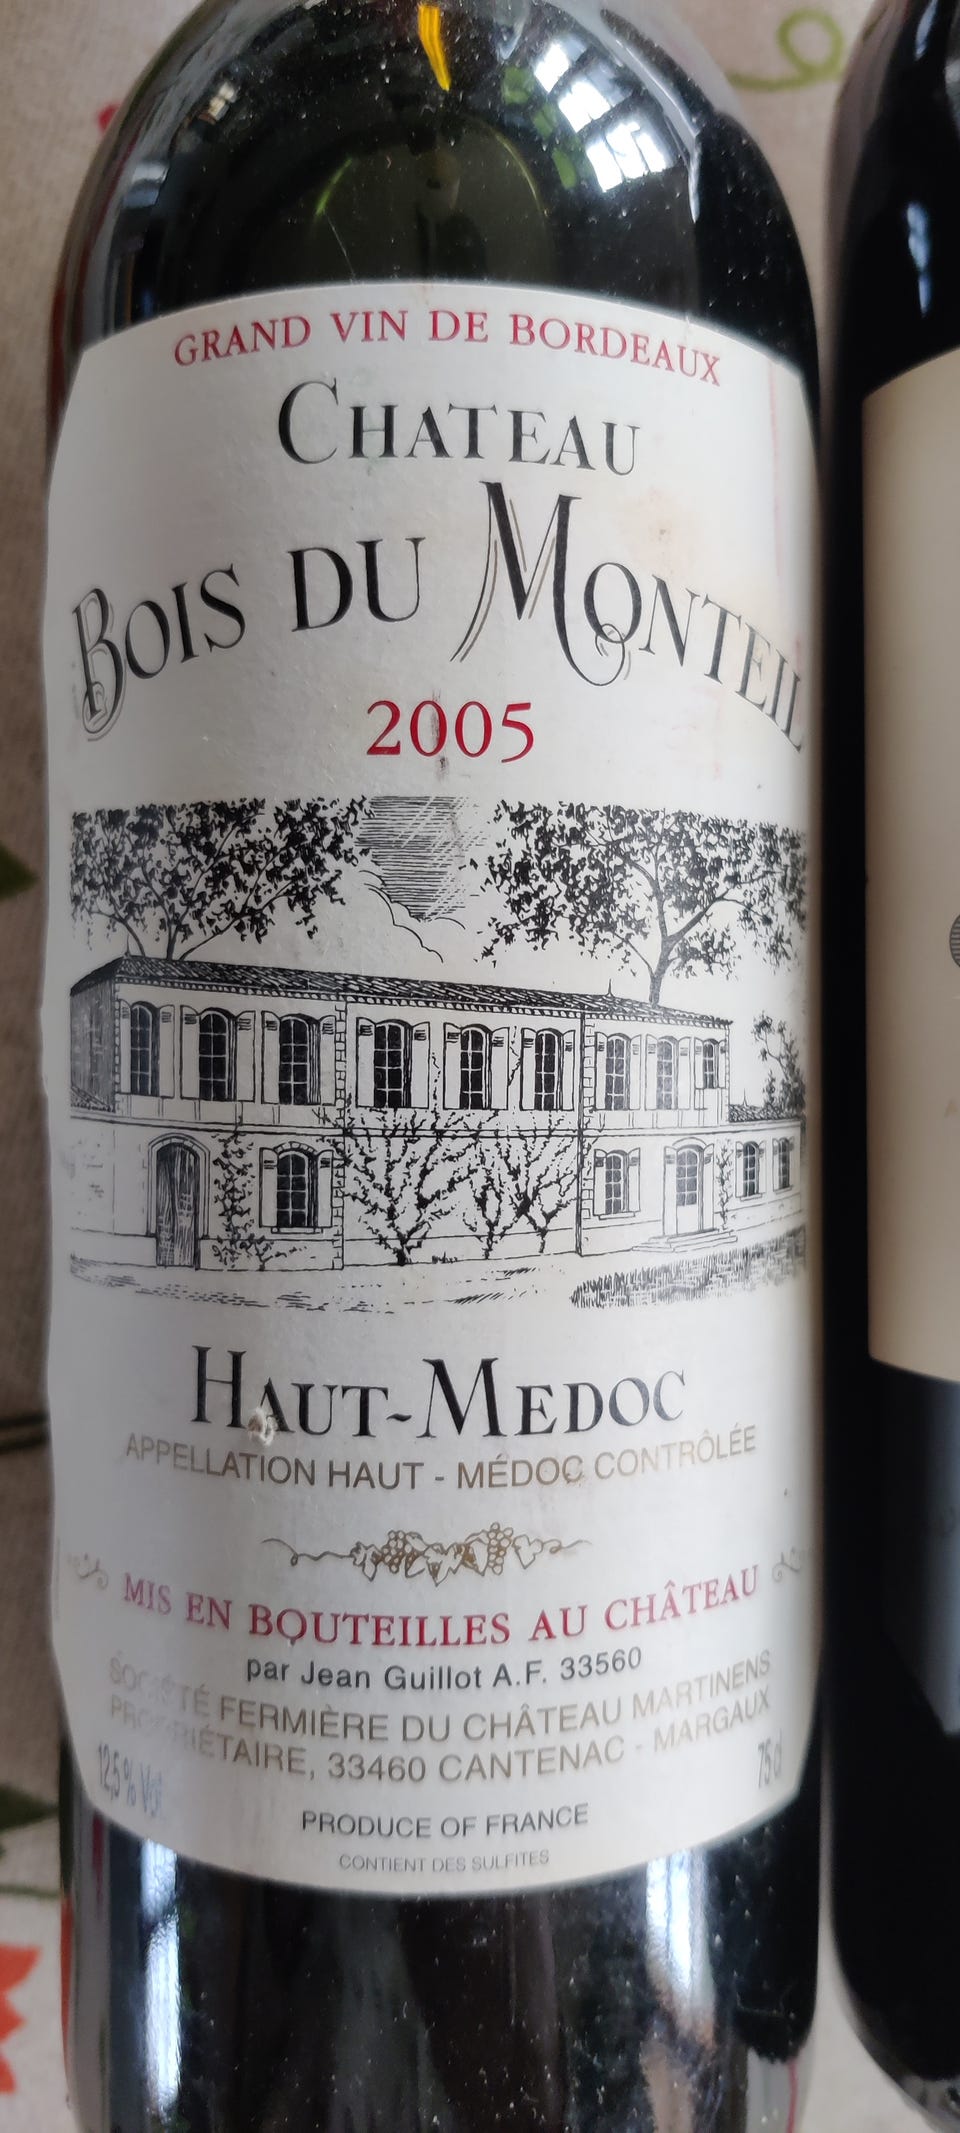 GRAND VIN DE BORDEAUX
CHATEAU
BOIS DU MONTEIL
2005
HAUT-MEDOC
APPELLATION HAUT - MÉDOC CONTRÔLÉE
MIS EN BOUTEILLES AU CHÂTEAU
par Jean Guillot A.F. 33560
SOCIÉTÉ FERMIÈRE DU CHÂTEAU MARTINENS
PROPRIÉTAIRE, 33460 CANTENAC - MARGAUX
12,5 % Vol
75 cl
PRODUCE OF FRANCE
CONTIENT DES SULFITES